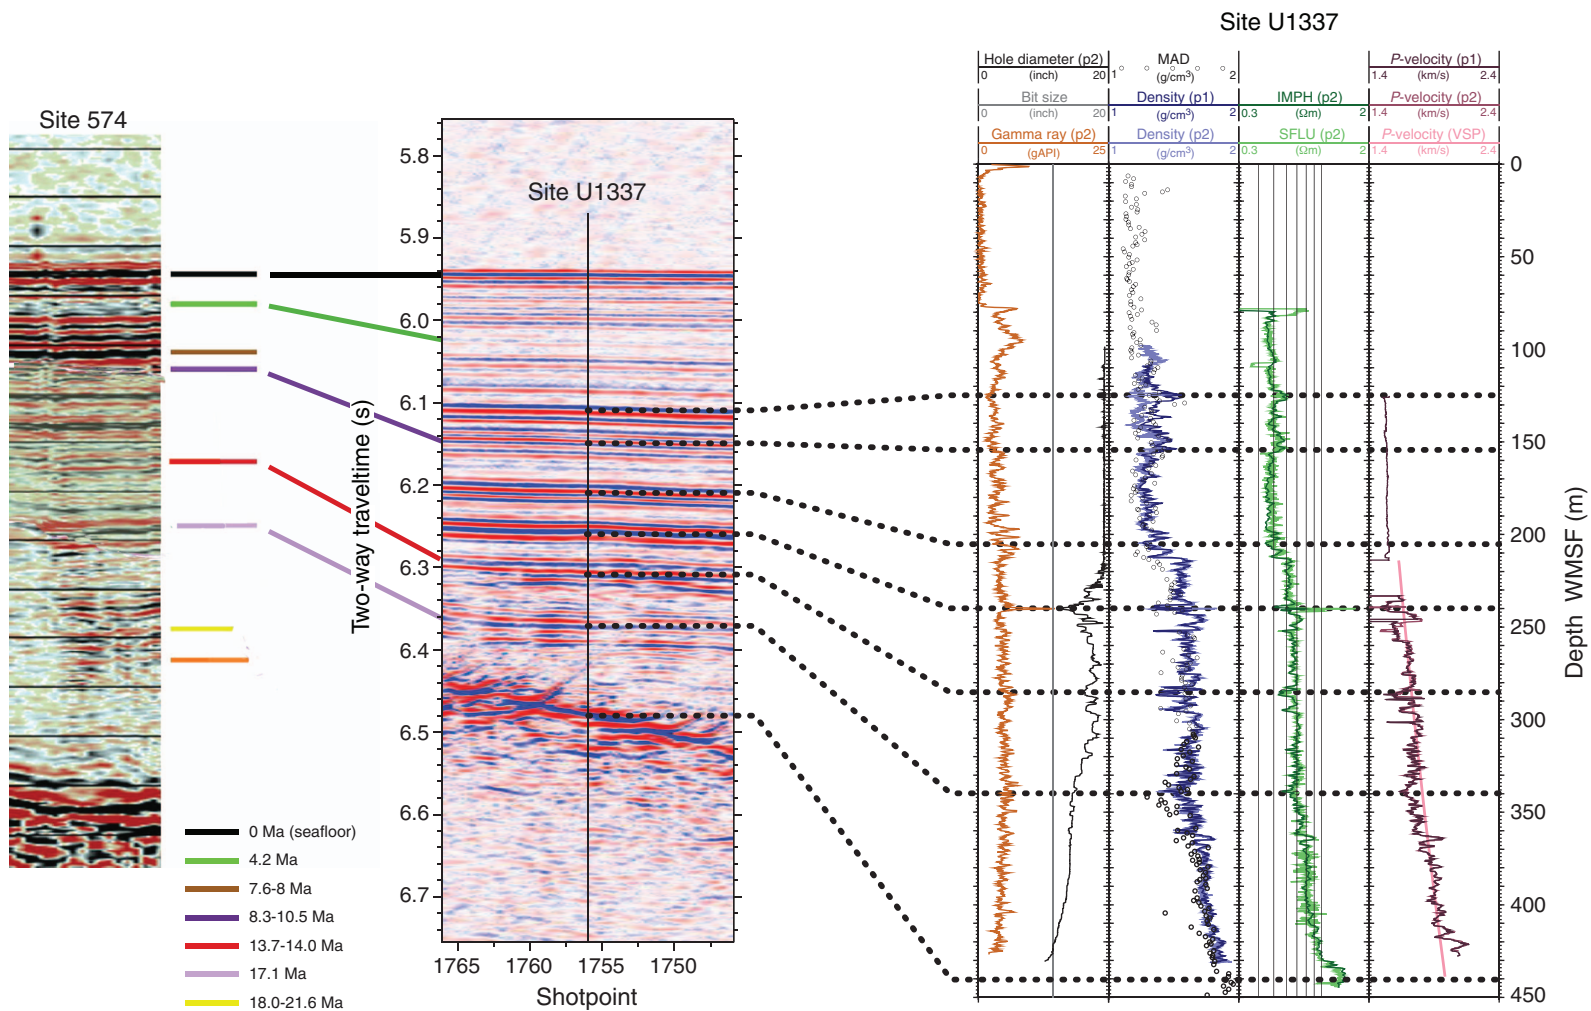 Site U1337
Hole diameter (p2)
0 (inch) 20
MAD
1 (g/cm³) 2
P-velocity (p1)
1.4 (km/s) 2.4
Bit size
0 (inch) 20
Density (p1)
1 (g/cm³) 2
IMPH (p2)
0.3 (Ωm) 2
P-velocity (p2)
1.4 (km/s) 2.4
Gamma ray (p2)
0 (gAPI) 25
Density (p2)
1 (g/cm³) 2
SFLU (p2)
0.3 (Ωm) 2
P-velocity (VSP)
1.4 (km/s) 2.4
Site 574
Site U1337
Two-way traveltime (s)
5.8
5.9
6.0
6.1
6.2
6.3
6.4
6.5
6.6
6.7
1765 1760 1755 1750
Shotpoint
0
50
100
150
200
250
300
350
400
450
Depth WMSF (m)
0 Ma (seafloor)
4.2 Ma
7.6-8 Ma
8.3-10.5 Ma
13.7-14.0 Ma
17.1 Ma
18.0-21.6 Ma